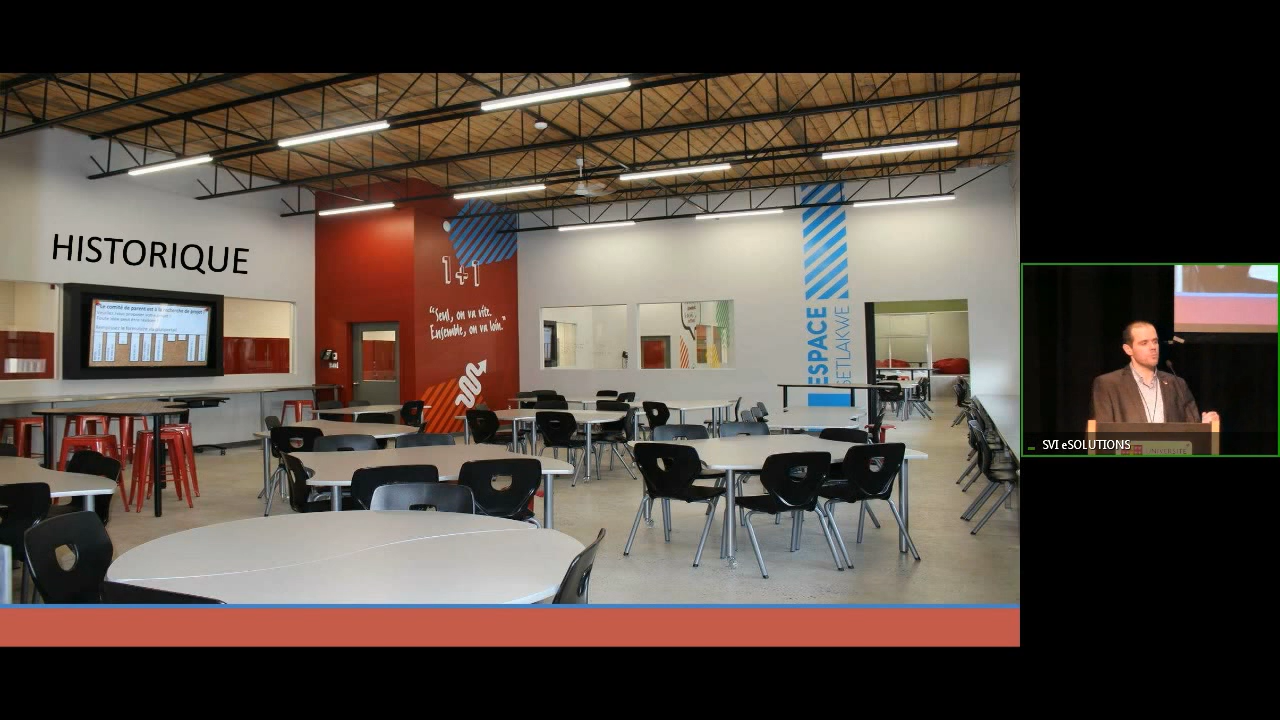 HISTORIQUE
1+1
“Seul, on va vite.
Ensemble, on va loin.”
ESPACE
SETLAKWE
SVI eSOLUTIONS